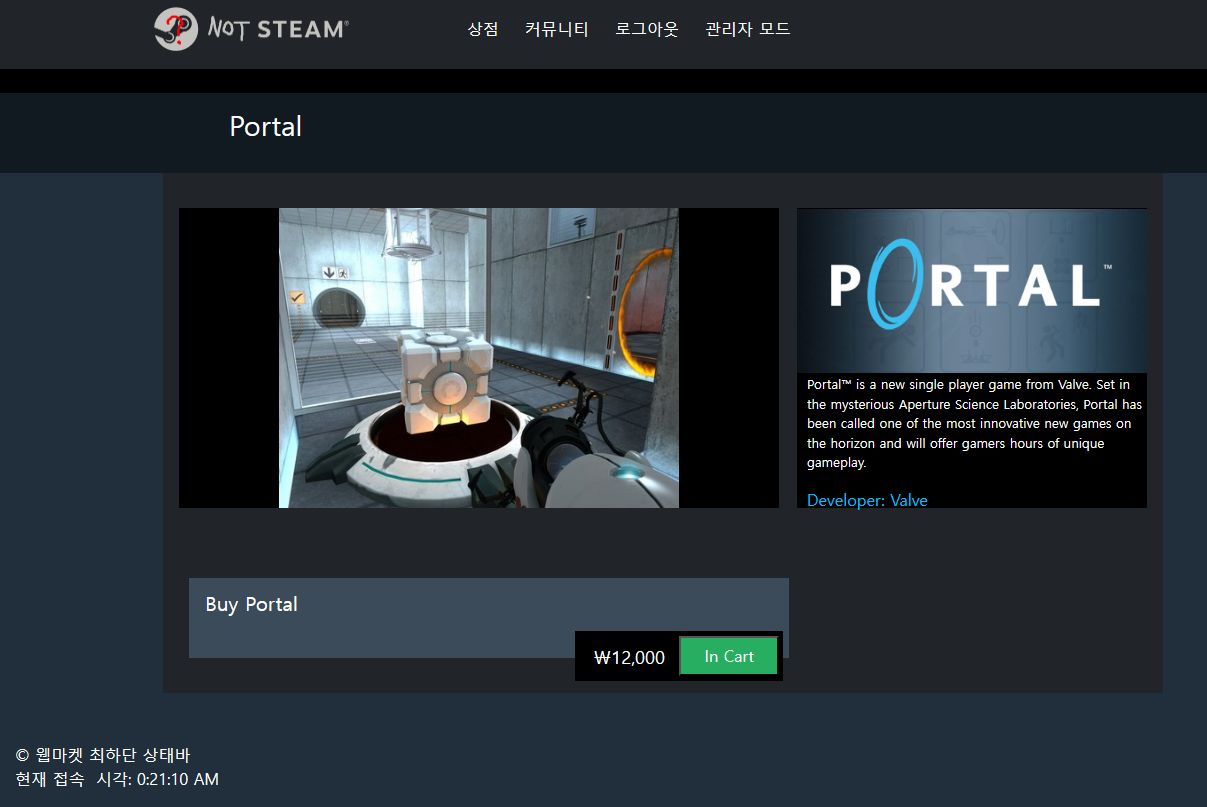 NOT STEAM®
상점 커뮤니티 로그아웃 관리자 모드
Portal
PORTAL™
Portal™ is a new single player game from Valve. Set in
the mysterious Aperture Science Laboratories, Portal has
been called one of the most innovative new games on
the horizon and will offer gamers hours of unique
gameplay.
Developer: Valve
Buy Portal
₩12,000 In Cart
© 웹마켓 최하단 상태바
현재 접속 시각: 0:21:10 AM